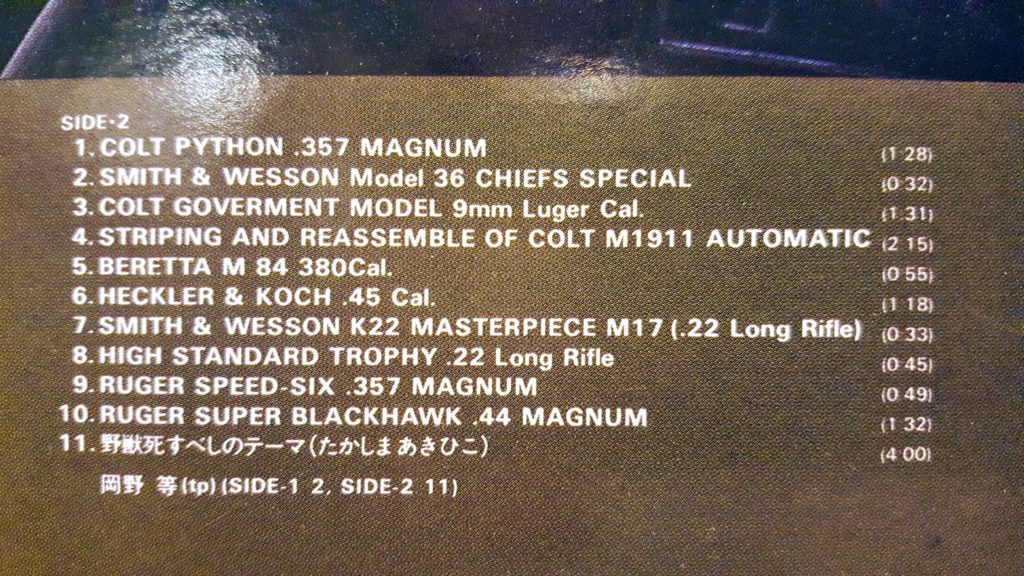 SIDE・2
1. COLT PYTHON .357 MAGNUM (1 28)
2. SMITH & WESSON Model 36 CHIEFS SPECIAL (0 32)
3. COLT GOVERMENT MODEL 9mm Luger Cal. (1 31)
4. STRIPING AND REASSEMBLE OF COLT M1911 AUTOMATIC (2 15)
5. BERETTA M 84 380Cal. (0 55)
6. HECKLER & KOCH .45 Cal. (1 18)
7. SMITH & WESSON K22 MASTERPIECE M17 (.22 Long Rifle) (0 33)
8. HIGH STANDARD TROPHY .22 Long Rifle (0 45)
9. RUGER SPEED-SIX .357 MAGNUM (0 49)
10. RUGER SUPER BLACKHAWK .44 MAGNUM (1 32)
11. 野獣死すべしのテーマ(たかしまあきひこ) (4 00)
岡野 等(tp)(SIDE-1 2, SIDE-2 11)